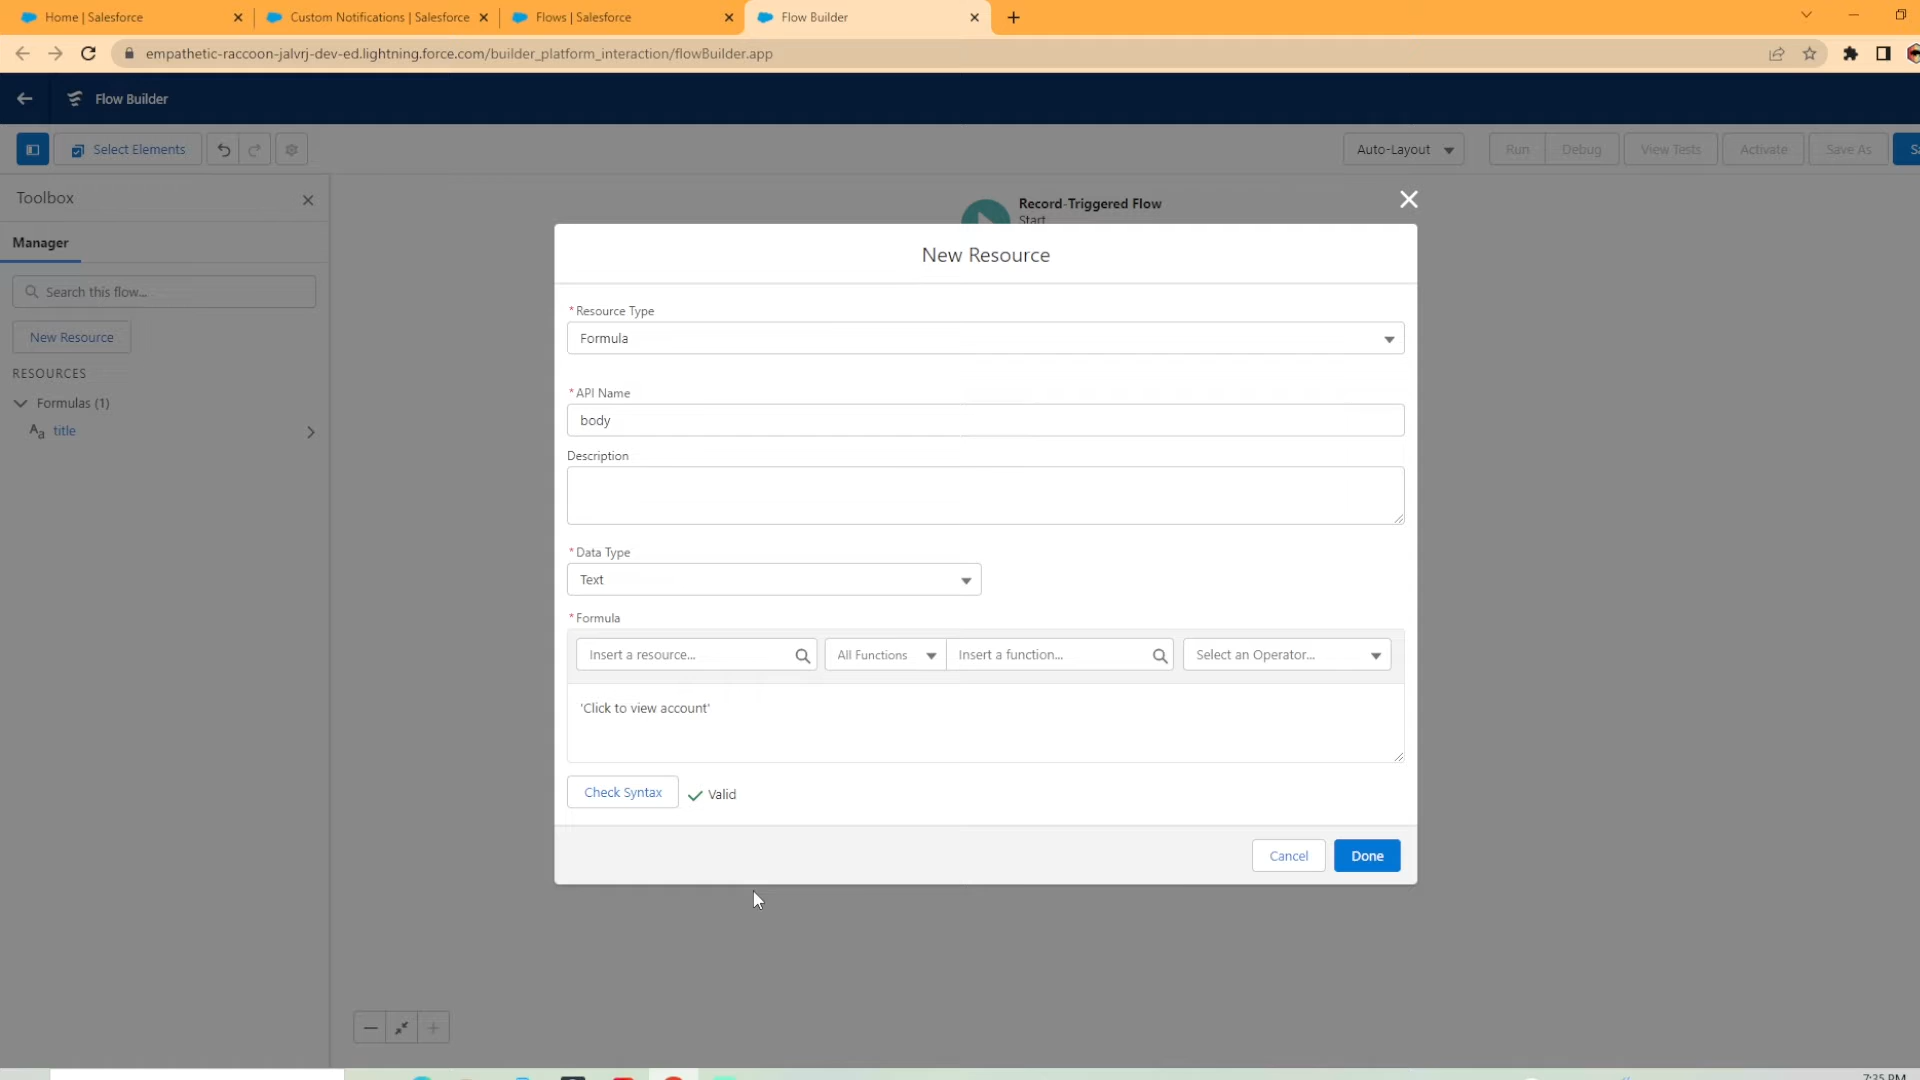 Home | Salesforce
Custom Notifications | Salesforce
Flows | Salesforce
Flow Builder
empathetic-raccoon-jalvrj-dev-ed.lightning.force.com/builder_platform_interaction/flowBuilder.app
Flow Builder
Select Elements
Auto-Layout
Run
Debug
View Tests
Activate
Save As
Toolbox
Record-Triggered Flow
Start
Manager
Search this flow...
New Resource
RESOURCES
Formulas (1)
Aa title
New Resource
*Resource Type
Formula
*API Name
body
Description
*Data Type
Text
*Formula
Insert a resource...
All Functions
Insert a function...
Select an Operator...
'Click to view account'
Check Syntax
Valid
Cancel
Done
7:35 PM